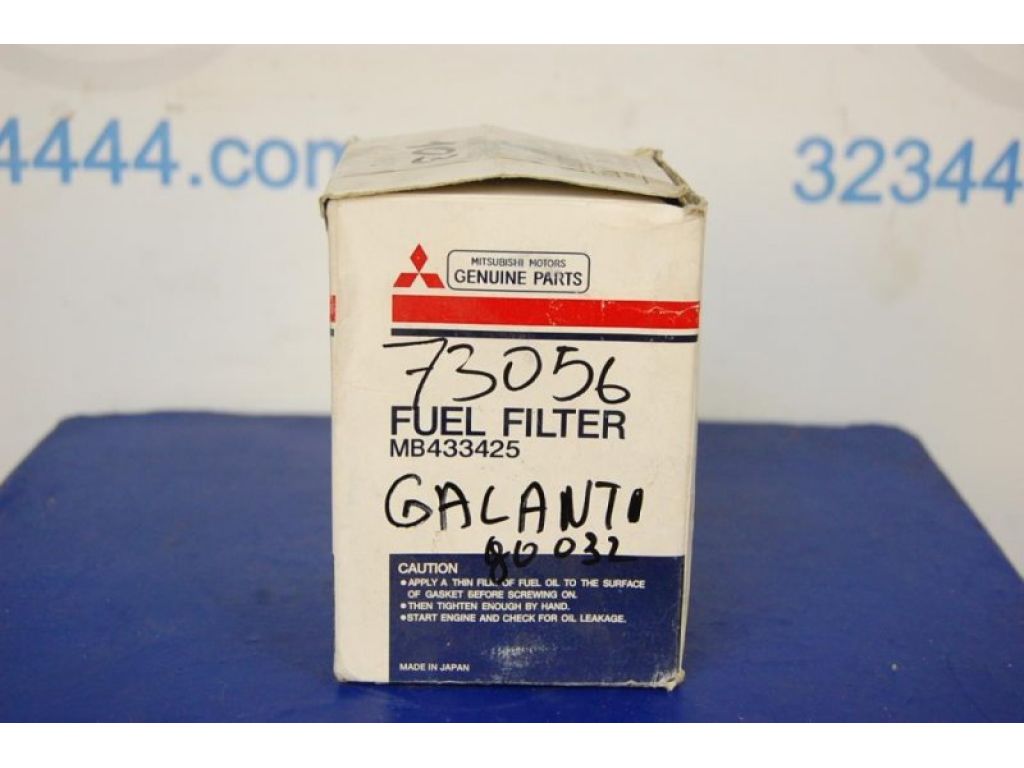 4444.com
32344
MITSUBISHI MOTORS
GENUINE PARTS
73056
FUEL FILTER
MB433425
GALANT
032
CAUTION
•APPLY A THIN FILM OF FUEL OIL TO THE SURFACE
OF GASKET BEFORE SCREWING ON.
•THEN TIGHTEN ENOUGH BY HAND.
•START ENGINE AND CHECK FOR OIL LEAKAGE.
MADE IN JAPAN